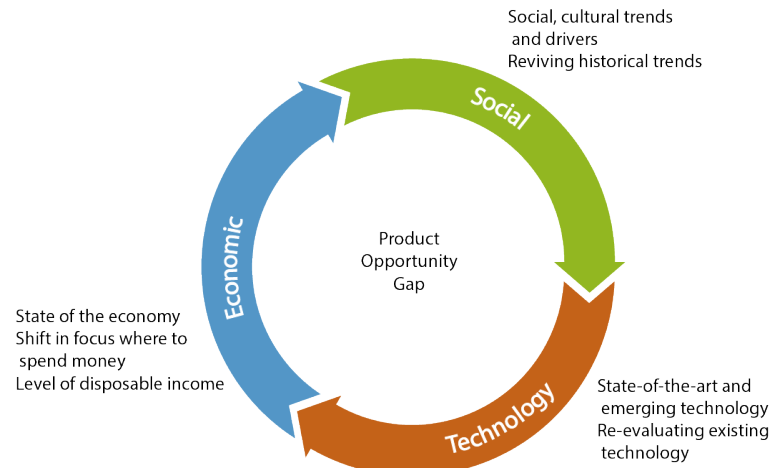 Social, cultural trends
and drivers
Reviving historical trends
Social
Product
Opportunity
Gap
Economic
State of the economy
Shift in focus where to
spend money
Level of disposable income
Technology
State-of-the-art and
emerging technology
Re-evaluating existing
technology